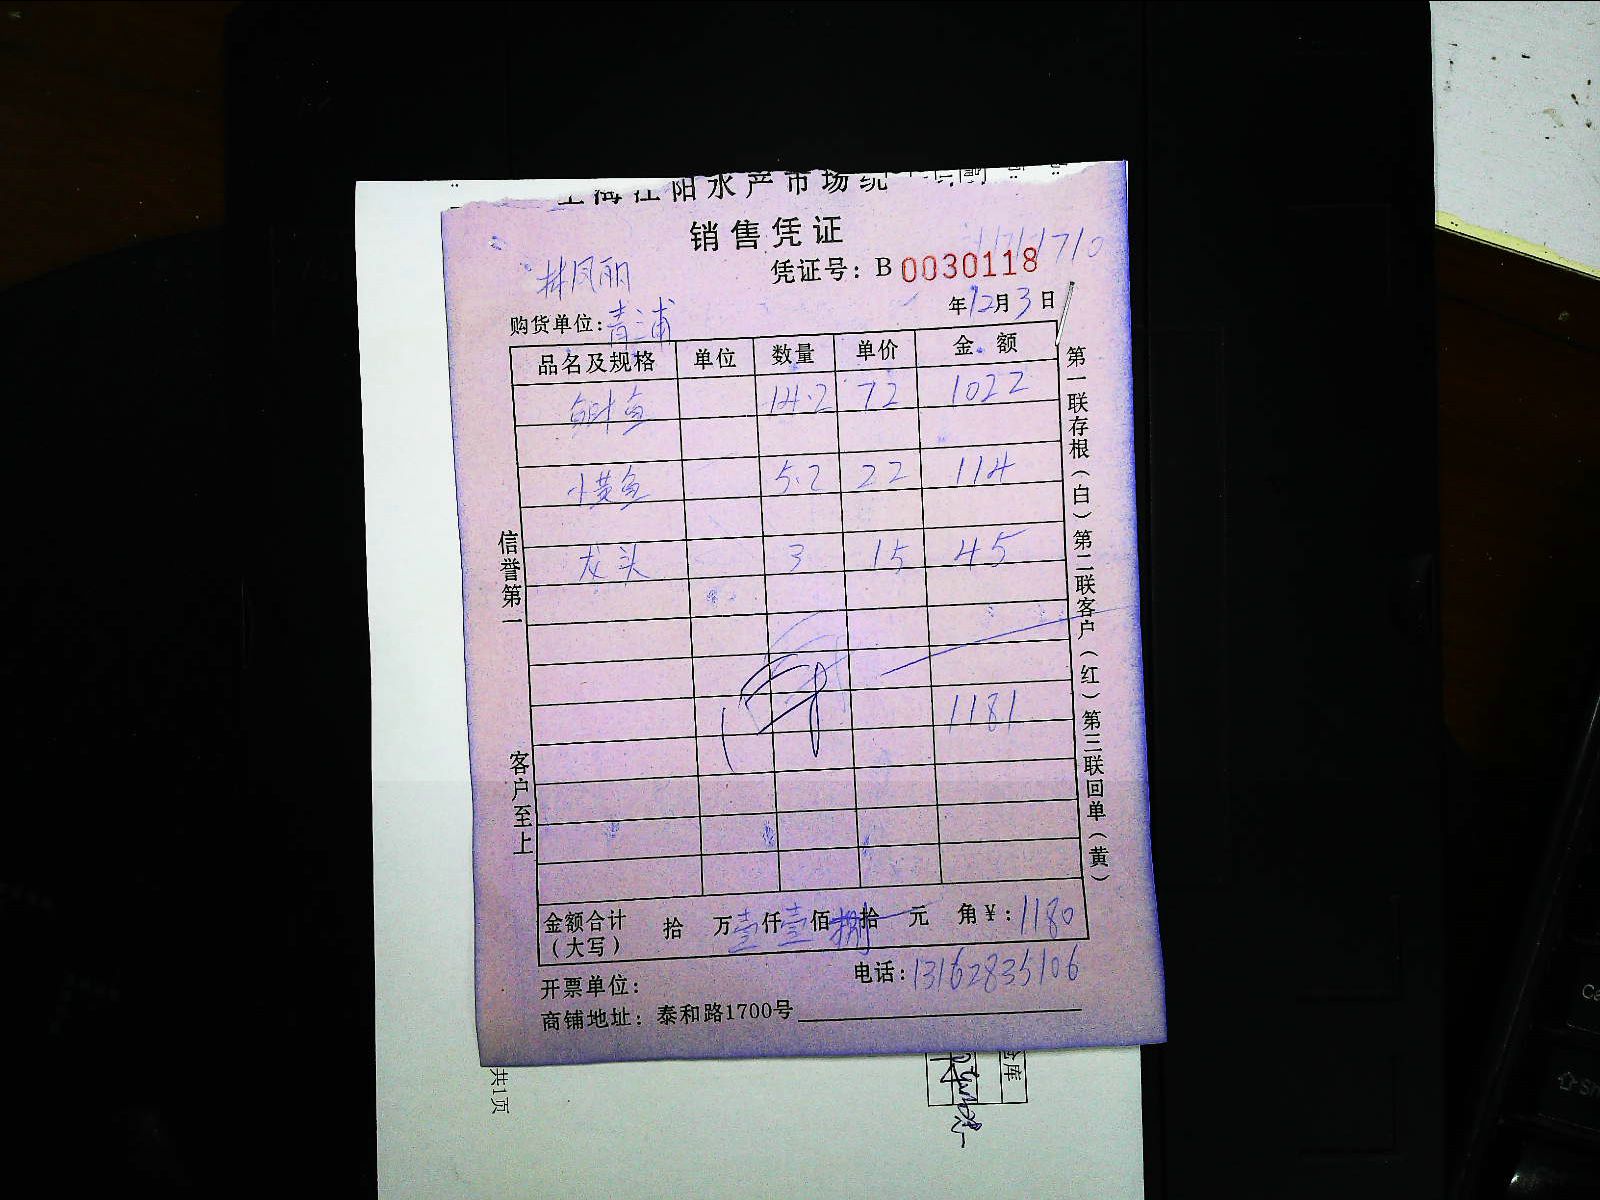 上海江阳水产市场统
销售凭证
凭证号：B 0030118
林凤丽
年12月3日
购货单位：青浦
品名及规格 单位 数量 单价 金额
鱼 14.2 72 1022
小黄鱼 5.2 22 114
龙头 3 15 45
1181
金额合计（大写） 拾 万壹仟壹佰捌拾 元 角¥：1180
开票单位： 电话：13162835106
商铺地址：泰和路1700号
信誉第一 客户至上
第一联存根（白）第二联客户（红）第三联回单（黄）
共1页
仓库